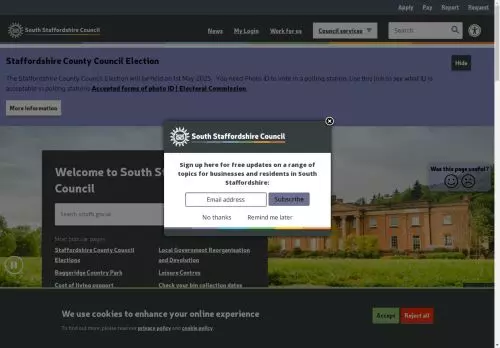 Apply Pay Report Request
South Staffordshire Council
News My Login Work for us Council services Search
Staffordshire County Council Election
Hide
The Staffordshire County Council Election will be held on 1st May 2025. You need Photo ID to vote in a polling station. Use this link to see what ID is
acceptable in polling stations Accepted forms of photo ID | Electoral Commission.
More information
South Staffordshire Council
Sign up here for free updates on a range of
topics for businesses and residents in South
Staffordshire:
Email address Subscribe
No thanks Remind me later
Welcome to South
Council
Was this page useful?
Most popular pages
Staffordshire County Council
Elections
Local Government Reorganisation
and Devolution
Baggeridge Country Park
Leisure Centres
Cost of living support
Check your bin collection dates
We use cookies to enhance your online experience
To find out more, please read our privacy policy and cookie policy.
Accept Reject all